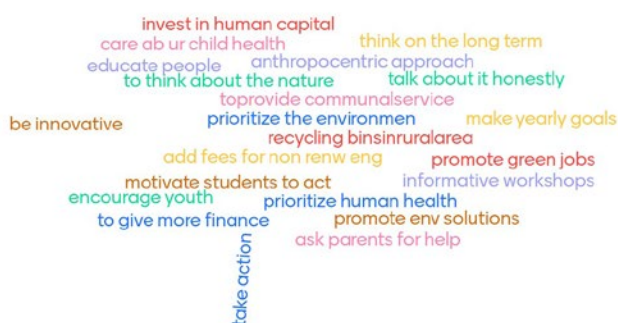 invest in human capital
care ab ur child health
think on the long term
educate people
anthropocentric approach
to think about the nature
talk about it honestly
toprovide communalservice
be innovative
prioritize the environmen
make yearly goals
recycling binsinruralarea
add fees for non renw eng
promote green jobs
motivate students to act
informative workshops
encourage youth
prioritize human health
to give more finance
promote env solutions
ask parents for help
take action